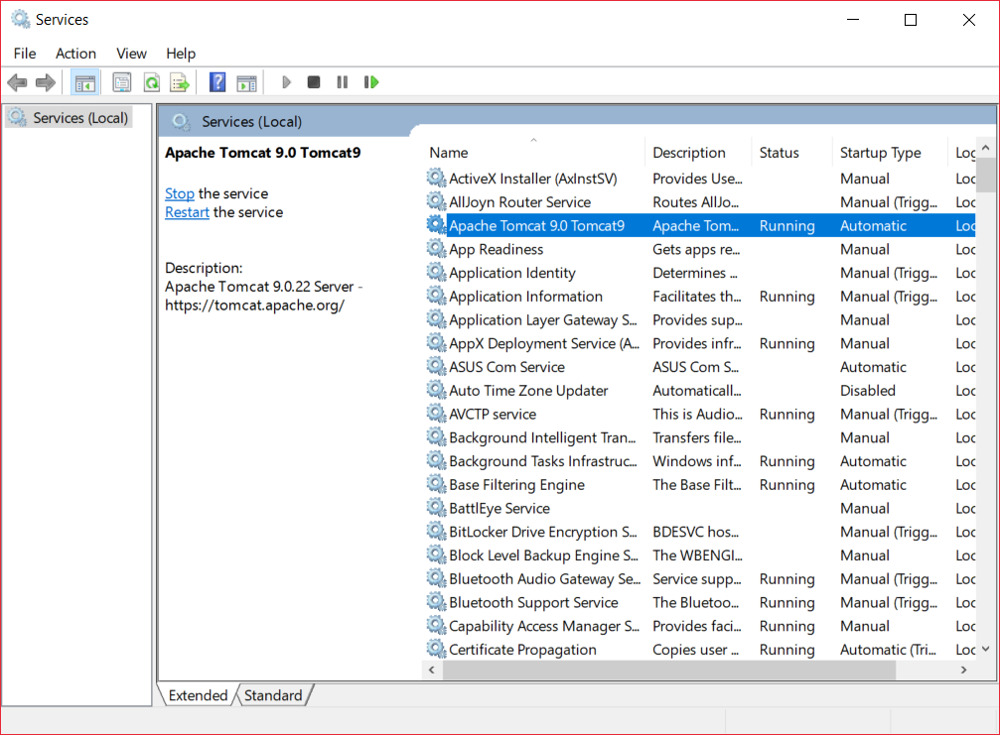 Services
File Action View Help
Services (Local)
Services (Local)
Apache Tomcat 9.0 Tomcat9
Stop the service
Restart the service
Description:
Apache Tomcat 9.0.22 Server -
https://tomcat.apache.org/
Name Description Status Startup Type Log
ActiveX Installer (AxInstSV) Provides Use... Manual Loc
AllJoyn Router Service Routes AllJo... Manual (Trigg... Loc
Apache Tomcat 9.0 Tomcat9 Apache Tom... Running Automatic Loc
App Readiness Gets apps re... Manual Loc
Application Identity Determines ... Manual (Trigg... Loc
Application Information Facilitates th... Running Manual (Trigg... Loc
Application Layer Gateway S... Provides sup... Manual Loc
AppX Deployment Service (A... Provides infr... Running Manual Loc
ASUS Com Service ASUS Com S... Automatic Loc
Auto Time Zone Updater Automaticall... Disabled Loc
AVCTP service This is Audio... Running Manual (Trigg... Loc
Background Intelligent Tran... Transfers file... Manual Loc
Background Tasks Infrastruc... Windows inf... Running Automatic Loc
Base Filtering Engine The Base Filt... Running Automatic Loc
BattlEye Service Manual Loc
BitLocker Drive Encryption S... BDESVC hos... Manual (Trigg... Loc
Block Level Backup Engine S... The WBENGI... Manual Loc
Bluetooth Audio Gateway Se... Service supp... Running Manual (Trigg... Loc
Bluetooth Support Service The Bluetoo... Running Manual (Trigg... Loc
Capability Access Manager S... Provides faci... Running Manual Loc
Certificate Propagation Copies user ... Running Automatic (Tri... Loc
Extended Standard